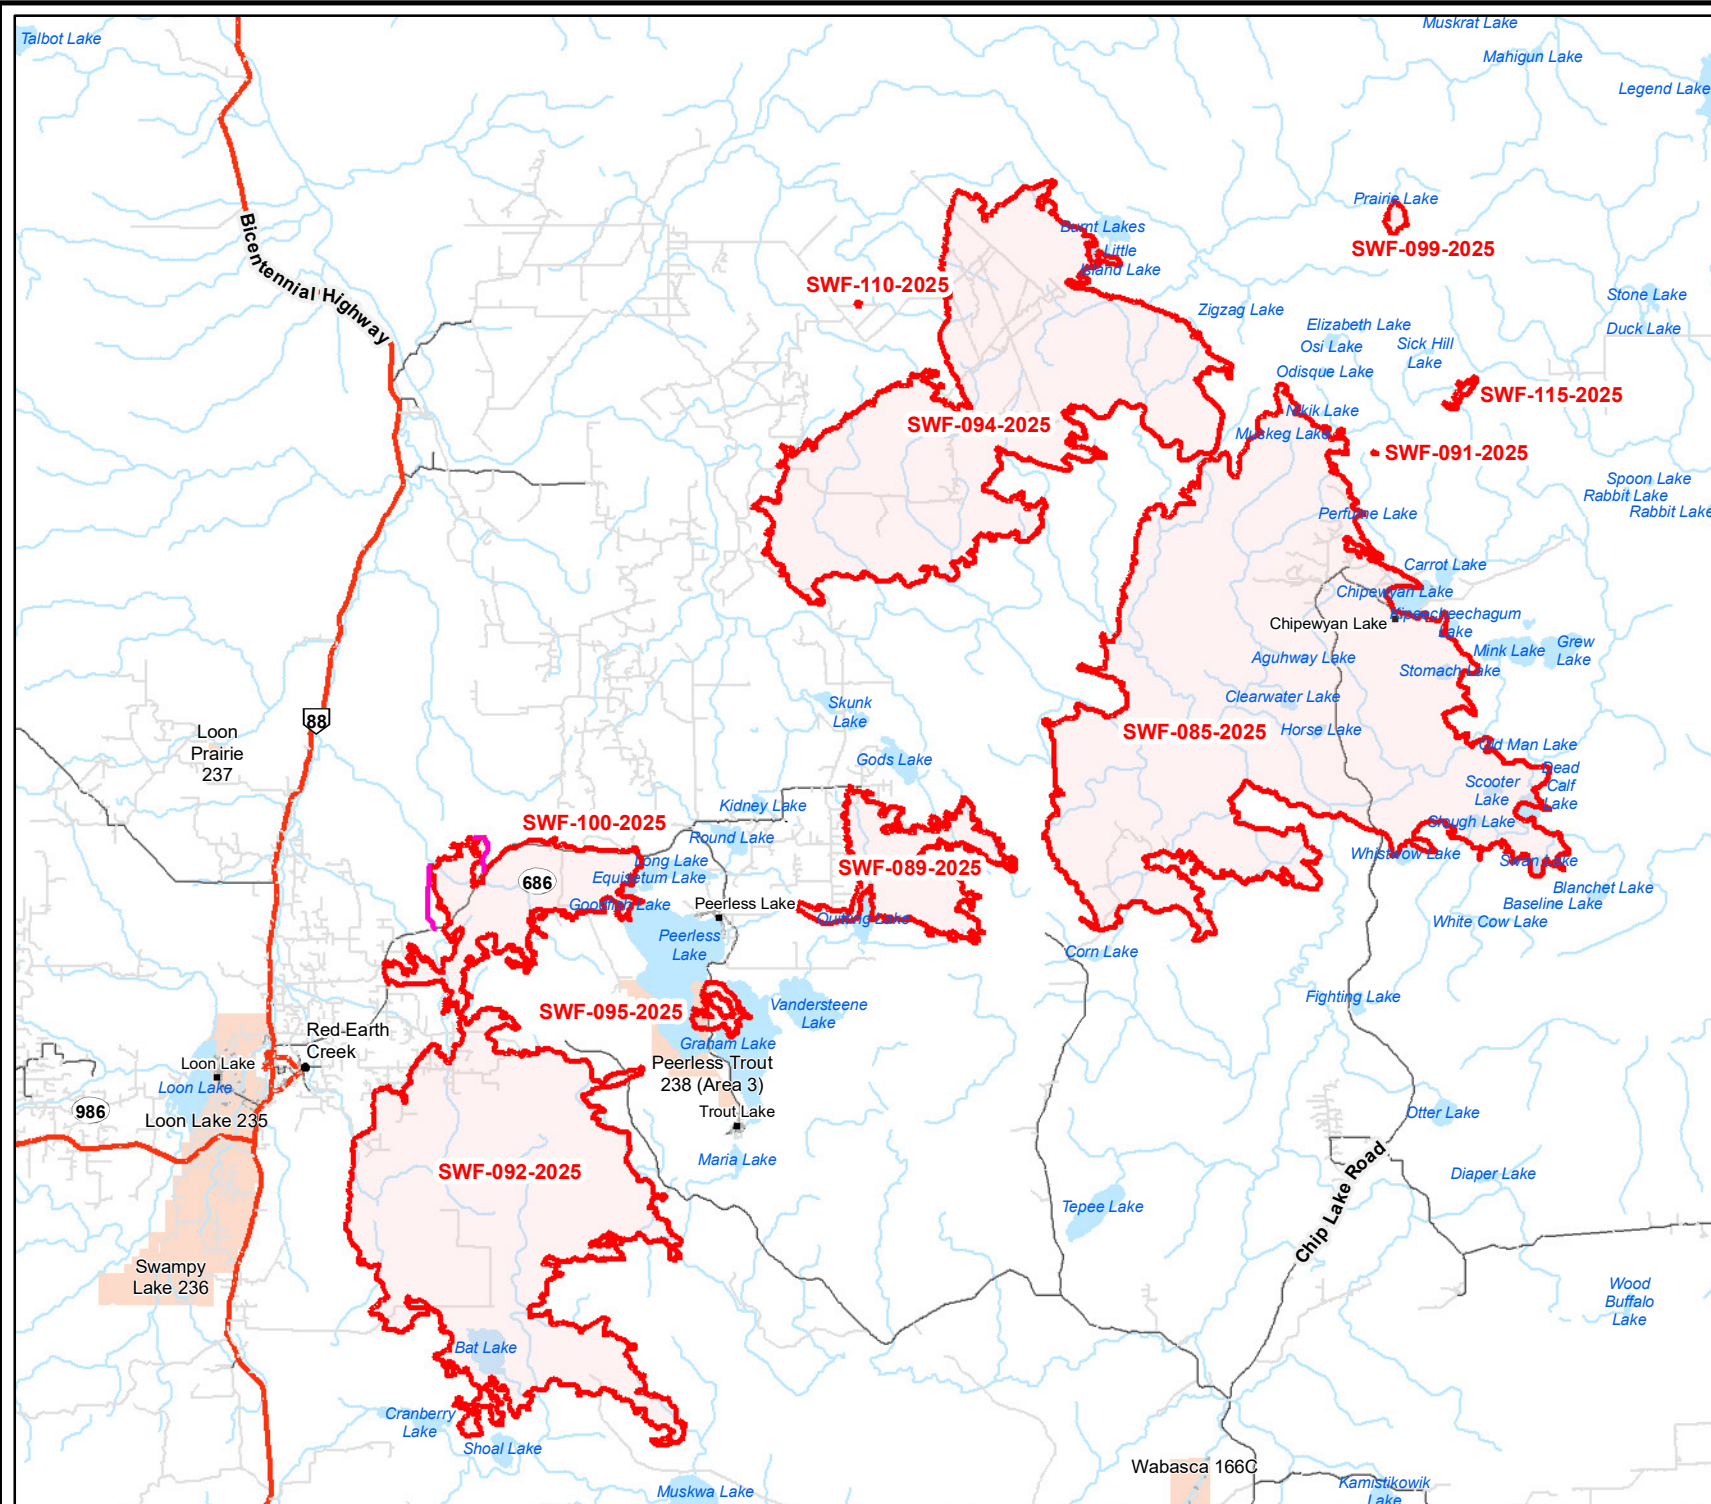 Talbot Lake
Muskrat Lake
Mahigun Lake
Legend Lake
Bicentennial Highway
Prairie Lake
SWF-099-2025
Burnt Lakes
Little
Island Lake
SWF-110-2025
Zigzag Lake
Stone Lake
Duck Lake
Elizabeth Lake
Osi Lake
Sick Hill
Lake
Odisque Lake
SWF-115-2025
Nikik Lake
Muskeg Lake
SWF-094-2025
SWF-091-2025
Spoon Lake
Rabbit Lake
Rabbit Lake
Perfume Lake
Carrot Lake
Chipewyan Lake
Kipeecheechagum
Lake
Chipewyan Lake
Mink Lake
Grew
Lake
Aguhway Lake
Stomach Lake
Clearwater Lake
Skunk
Lake
88
Loon
Prairie
237
SWF-085-2025
Horse Lake
Old Man Lake
Gods Lake
Dead
Calf
Lake
Scooter
Lake
Kidney Lake
SWF-100-2025
Round Lake
Slough Lake
Long Lake
SWF-089-2025
Whistwow Lake
Swan Lake
686
Equisetum Lake
Goodfish Lake
Peerless Lake
Quitting Lake
Blanchet Lake
Baseline Lake
White Cow Lake
Peerless
Lake
Corn Lake
SWF-095-2025
Vandersteene
Lake
Fighting Lake
Red Earth
Creek
Graham Lake
Loon Lake
Loon Lake
Peerless Trout
238 (Area 3)
986
Loon Lake 235
Trout Lake
Otter Lake
SWF-092-2025
Maria Lake
Chip Lake Road
Diaper Lake
Tepee Lake
Swampy
Lake 236
Wood
Buffalo
Lake
Bat Lake
Cranberry
Lake
Shoal Lake
Wabasca 166C
Muskwa Lake
Kamistikowik
Lake